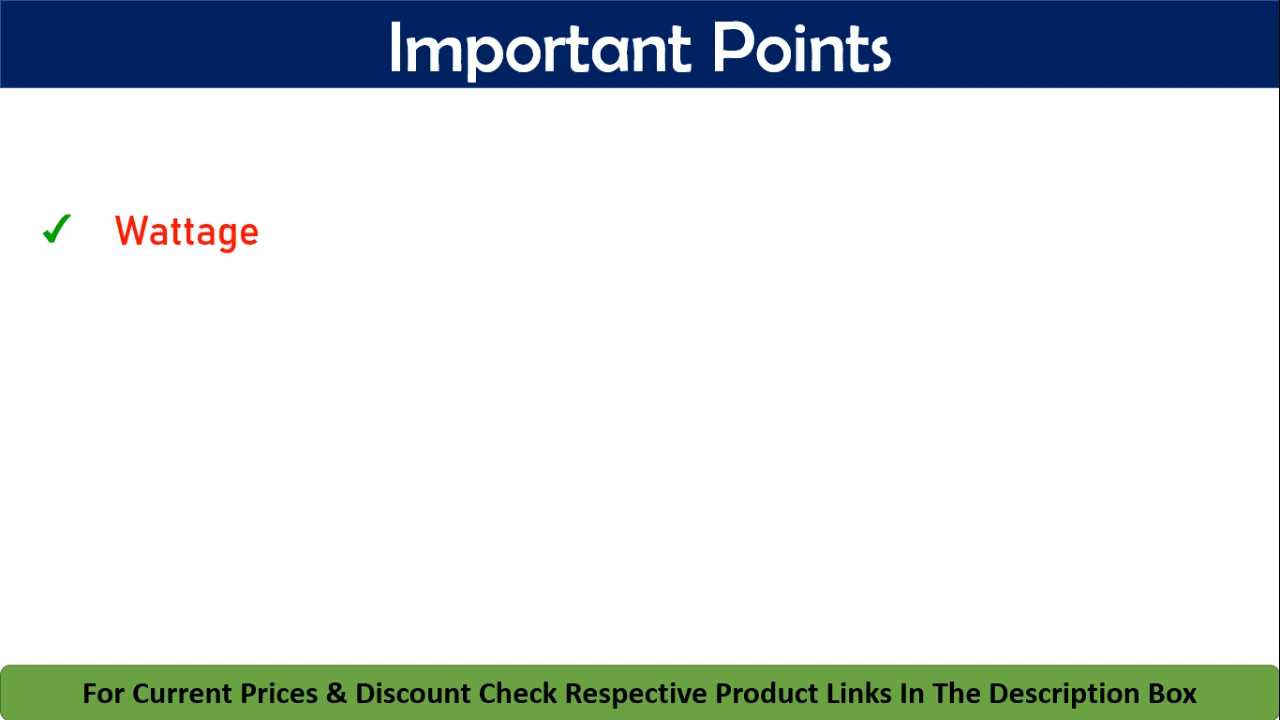 Important Points
✓ Wattage
For Current Prices & Discount Check Respective Product Links In The Description Box